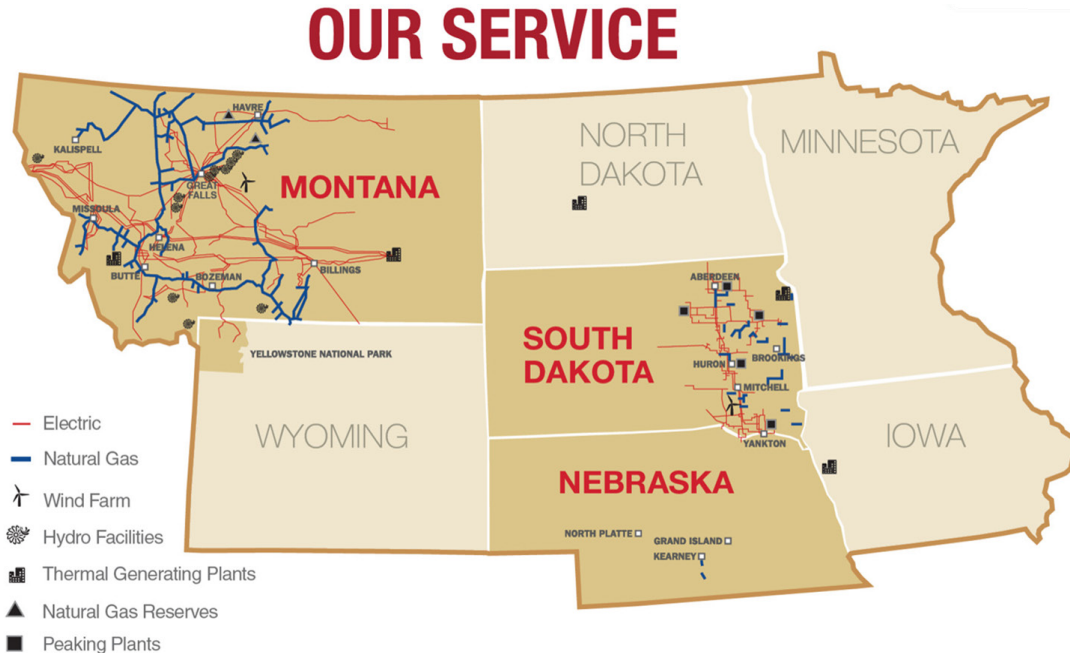 OUR SERVICE
HAVRE
KALISPELL
GREAT
FALLS
MONTANA
MISSOULA
HELENA
BUTTE
BOZEMAN
BILLINGS
YELLOWSTONE NATIONAL PARK
NORTH
DAKOTA
MINNESOTA
ABERDEEN
SOUTH
DAKOTA
BROOKINGS
HURON
MITCHELL
YANKTON
WYOMING
IOWA
NEBRASKA
NORTH PLATTE
GRAND ISLAND
KEARNEY
Electric
Natural Gas
Wind Farm
Hydro Facilities
Thermal Generating Plants
Natural Gas Reserves
Peaking Plants